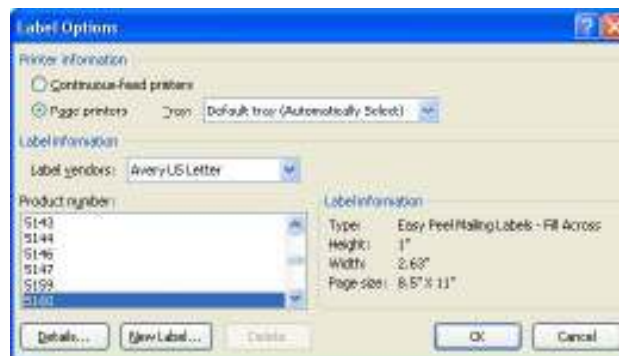 Label Options
Printer information
Continuous-feed printers
Page printers Tray: Default tray (Automatically Select)
Label information
Label vendors: Avery US Letter
Product number:
5143
5144
5146
5147
5159
5160
Label information
Type: Easy Peel Mailing Labels - Fill Across
Height: 1"
Width: 2.63"
Page size: 8.5" X 11"
Details... New Label... Delete OK Cancel